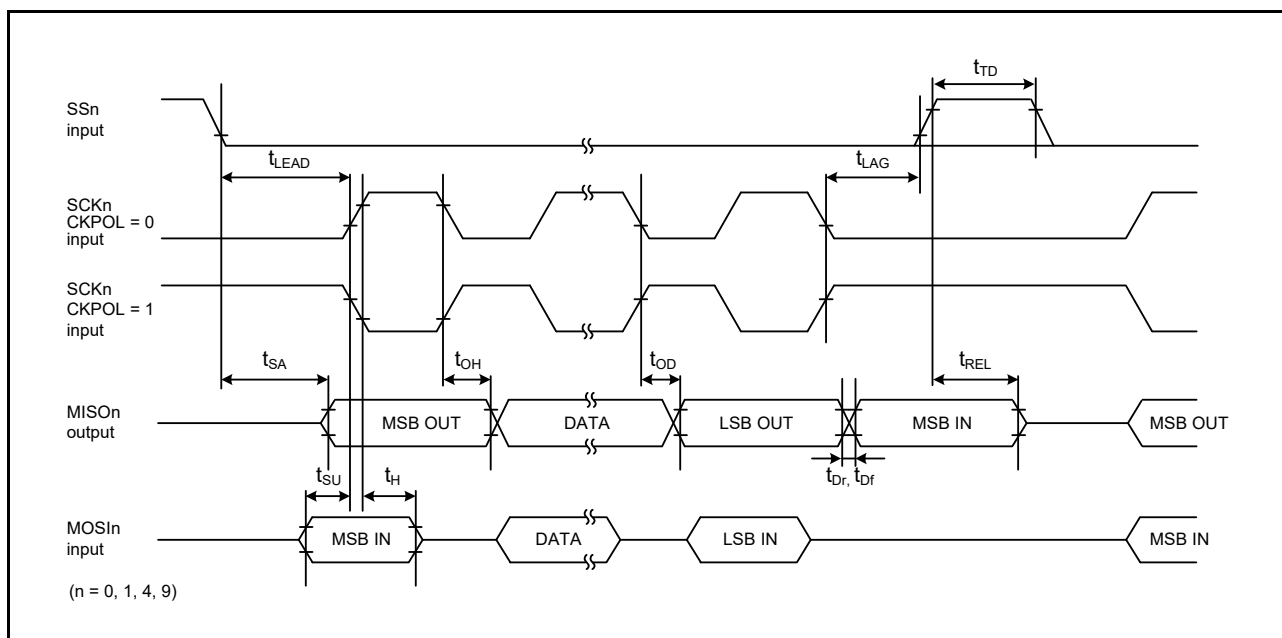 tTD
SSn
input
tLEAD
tLAG
SCKn
CKPOL = 0
input
SCKn
CKPOL = 1
input
tSA
tOH
tOD
tREL
MISOn
output
MSB OUT
DATA
LSB OUT
MSB IN
MSB OUT
tSU
tH
tDr, tDf
MOSIn
input
MSB IN
DATA
LSB IN
MSB IN
(n = 0, 1, 4, 9)